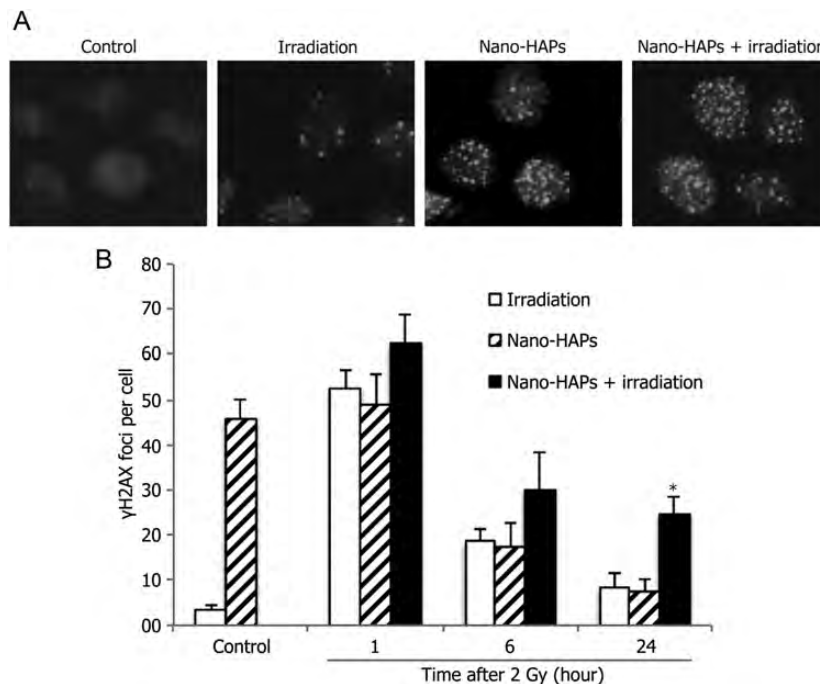 A
Control
Irradiation
Nano-HAPs
Nano-HAPs + irradiation
B
80
70
60
50
40
30
20
10
00
γH2AX foci per cell
Irradiation
Nano-HAPs
Nano-HAPs + irradiation
*
Control
1
6
24
Time after 2 Gy (hour)